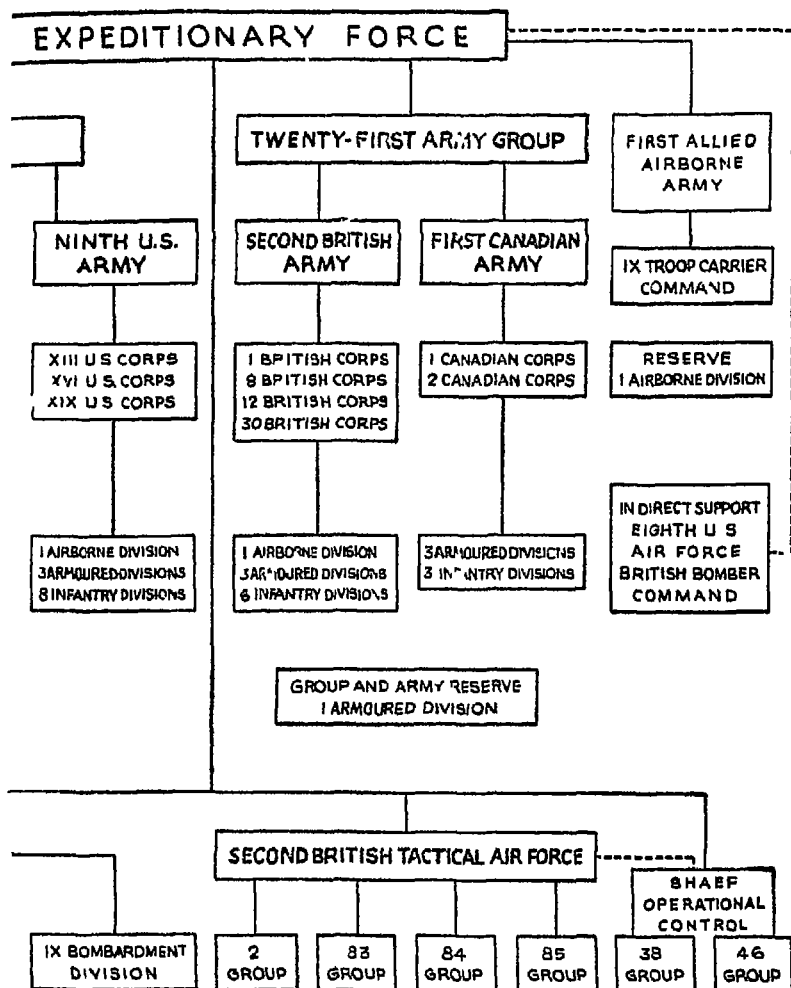 EXPEDITIONARY FORCE
TWENTY-FIRST ARMY GROUP
FIRST ALLIED
AIRBORNE
ARMY
NINTH U.S.
ARMY
SECOND BRITISH
ARMY
FIRST CANADIAN
ARMY
IX TROOP CARRIER
COMMAND
XIII U S CORPS
XVI U.S. CORPS
XIX U S CORPS
1 BRITISH CORPS
8 BRITISH CORPS
12 BRITISH CORPS
30 BRITISH CORPS
1 CANADIAN CORPS
2 CANADIAN CORPS
RESERVE
1 AIRBORNE DIVISION
1 AIRBORNE DIVISION
3 ARMOURED DIVISIONS
8 INFANTRY DIVISIONS
1 AIRBORNE DIVISION
3 ARMOURED DIVISIONS
6 INFANTRY DIVISIONS
3 ARMOURED DIVISIONS
3 INFANTRY DIVISIONS
IN DIRECT SUPPORT
EIGHTH U S
AIR FORCE
BRITISH BOMBER
COMMAND
GROUP AND ARMY RESERVE
1 ARMOURED DIVISION
SECOND BRITISH TACTICAL AIR FORCE
SHAEF
OPERATIONAL
CONTROL
IX BOMBARDMENT
DIVISION
2
GROUP
83
GROUP
84
GROUP
85
GROUP
38
GROUP
46
GROUP